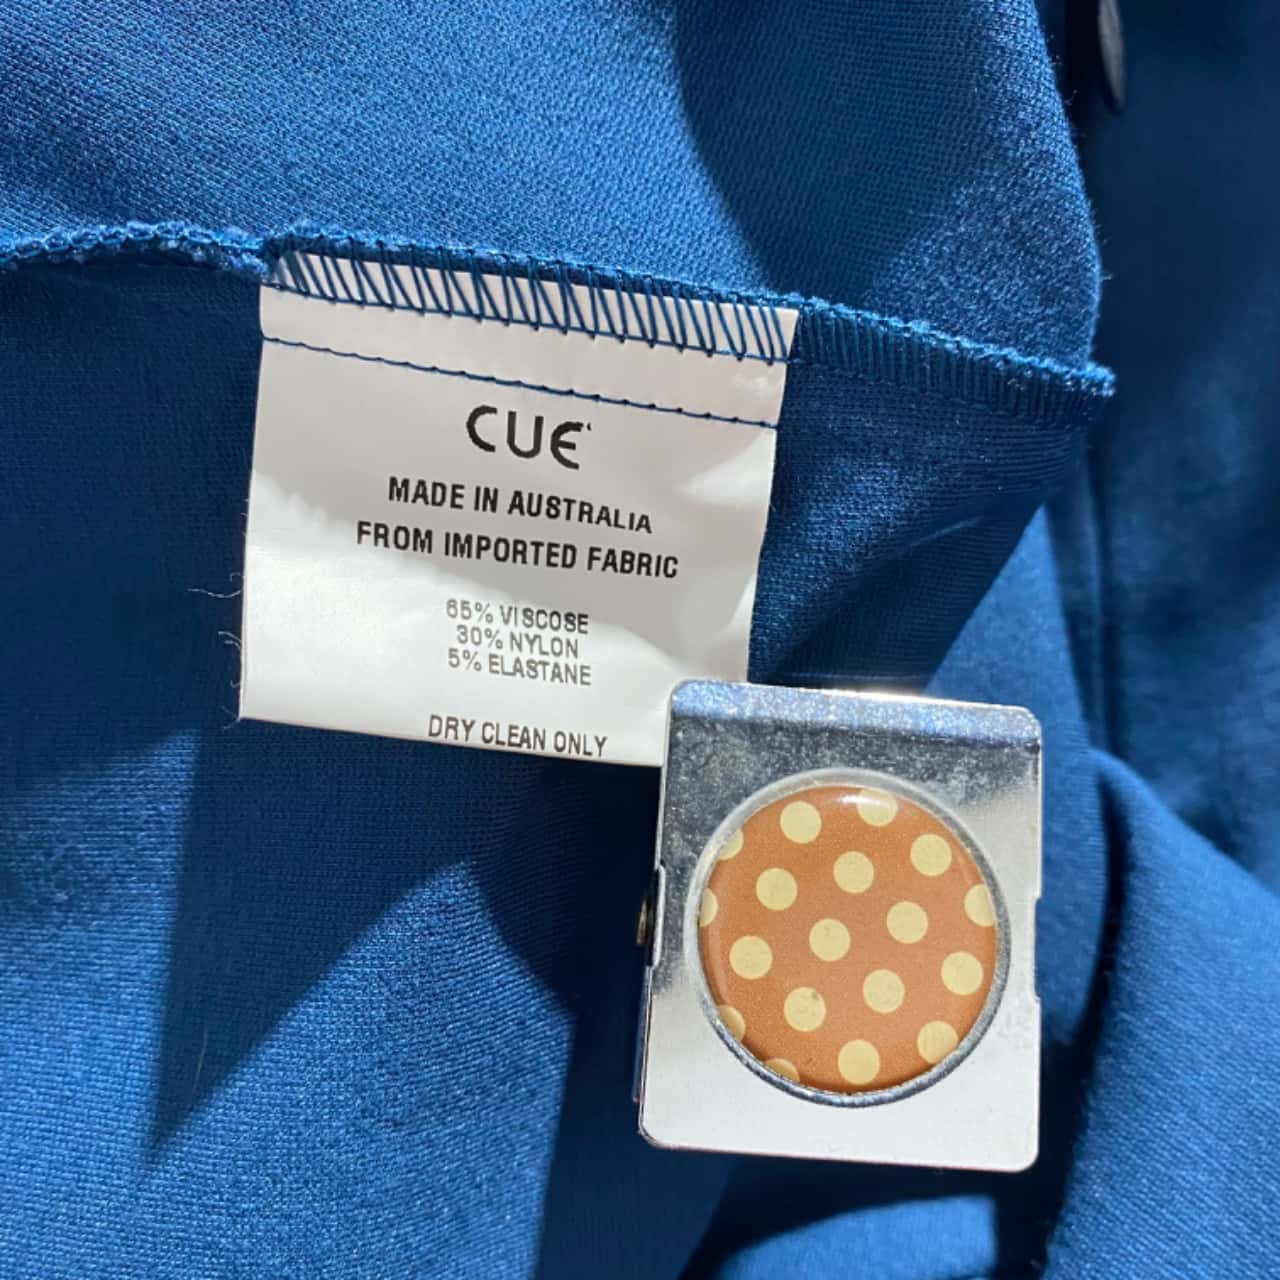 CUE
MADE IN AUSTRALIA
FROM IMPORTED FABRIC
65% VISCOSE
30% NYLON
5% ELASTANE
DRY CLEAN ONLY